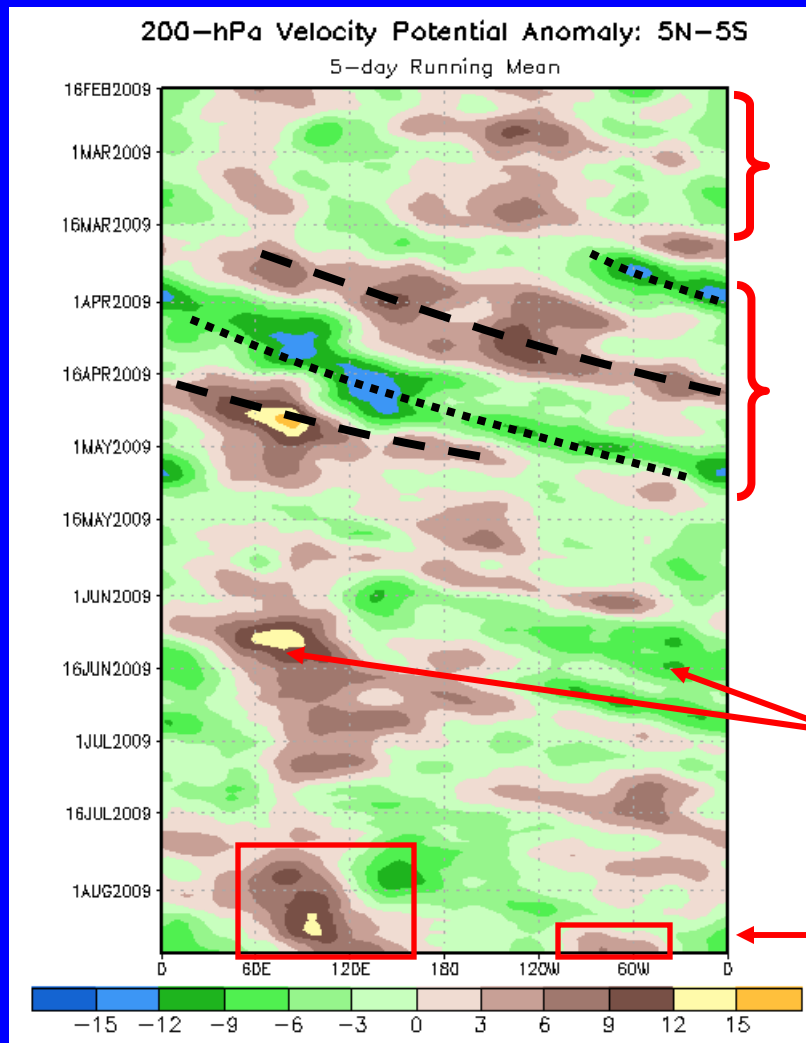 200-hPa Velocity Potential Anomaly: 5N-5S
5-day Running Mean
16FEB2009
1MAR2009
16MAR2009
1APR2009
16APR2009
1MAY2009
16MAY2009
1JUN2009
16JUN2009
1JUL2009
16JUL2009
1AUG2009
0 60E 120E 180 120W 60W 0
-15 -12 -9 -6 -3 0 3 6 9 12 15